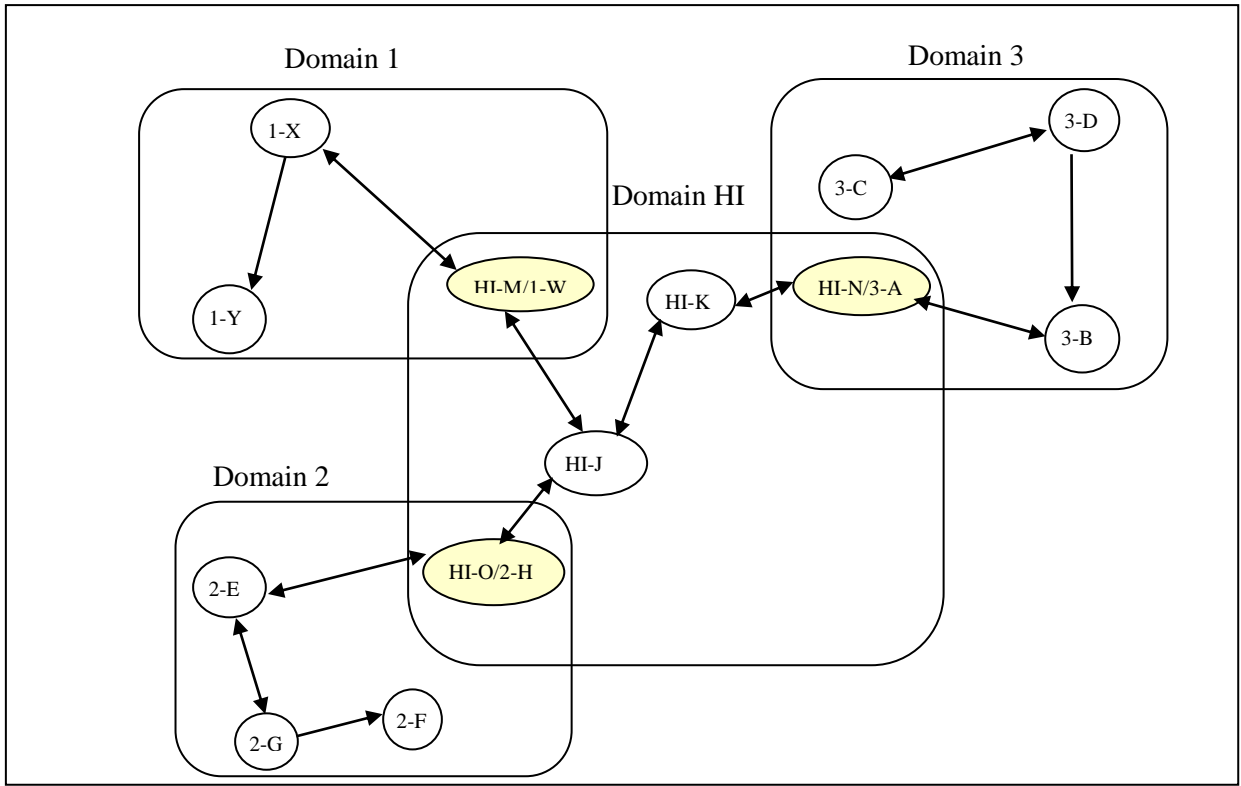 Domain 1
Domain 3
1-X
3-D
3-C
Domain HI
HI-M/1-W
HI-K
HI-N/3-A
1-Y
3-B
HI-J
Domain 2
HI-O/2-H
2-E
2-F
2-G